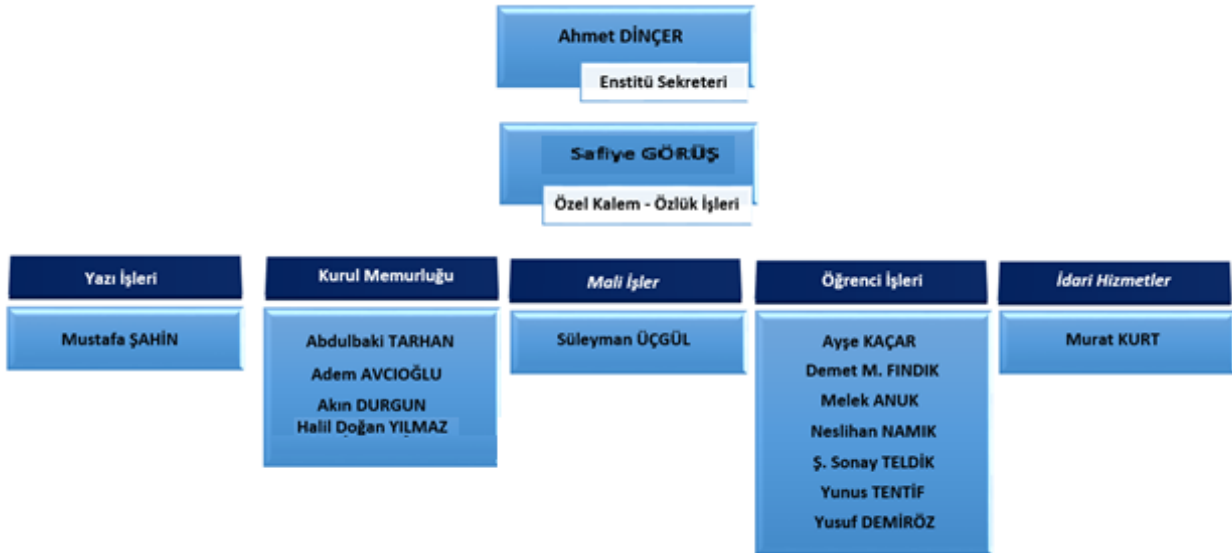 Ahmet DİNÇER
Enstitü Sekreteri
Safiye GÖRÜŞ
Özel Kalem - Özlük İşleri
Yazı İşleri
Mustafa ŞAHİN
Kurul Memurluğu
Abdulbaki TARHAN
Adem AVCIOĞLU
Akın DURGUN
Halil Doğan YILMAZ
Mali İşler
Süleyman ÜÇGÜL
Öğrenci İşleri
Ayşe KAÇAR
Demet M. FINDIK
Melek ANUK
Neslihan NAMIK
Ş. Sonay TELDİK
Yunus TENTİF
Yusuf DEMİRÖZ
İdari Hizmetler
Murat KURT